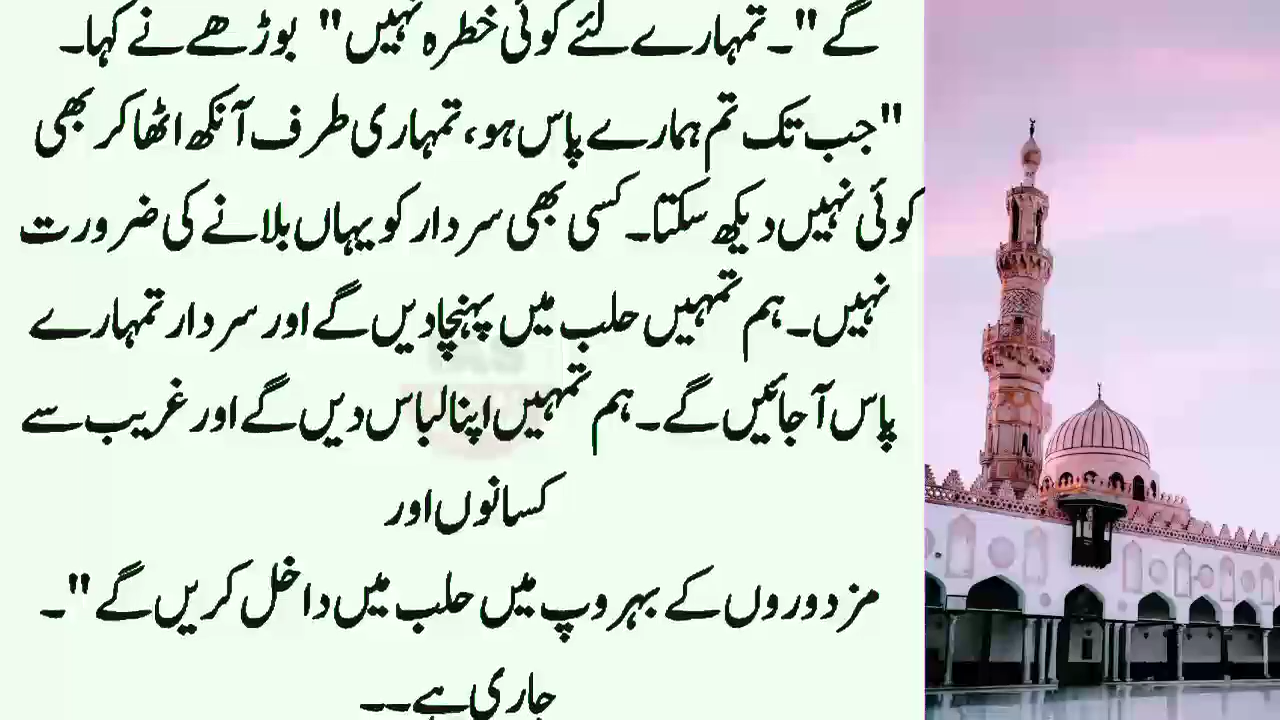 گے"۔تمہارے لئے کوئی خطرہ نہیں" بوڑھے نے کہا۔
"جب تک تم ہمارے پاس ہو، تمہاری طرف آنکھ اٹھا کر بھی
کوئی نہیں دیکھ سکتا۔ کسی بھی سردار کو یہاں بلانے کی ضرورت
نہیں۔ ہم تمہیں حلب میں پہنچا دیں گے اور سردار تمہارے
پاس آ جائیں گے۔ ہم تمہیں اپنا لباس دیں گے اور غریب سے
کسانوں اور
مزدوروں کے بہروپ میں حلب میں داخل کریں گے"۔
جاری ہے۔۔